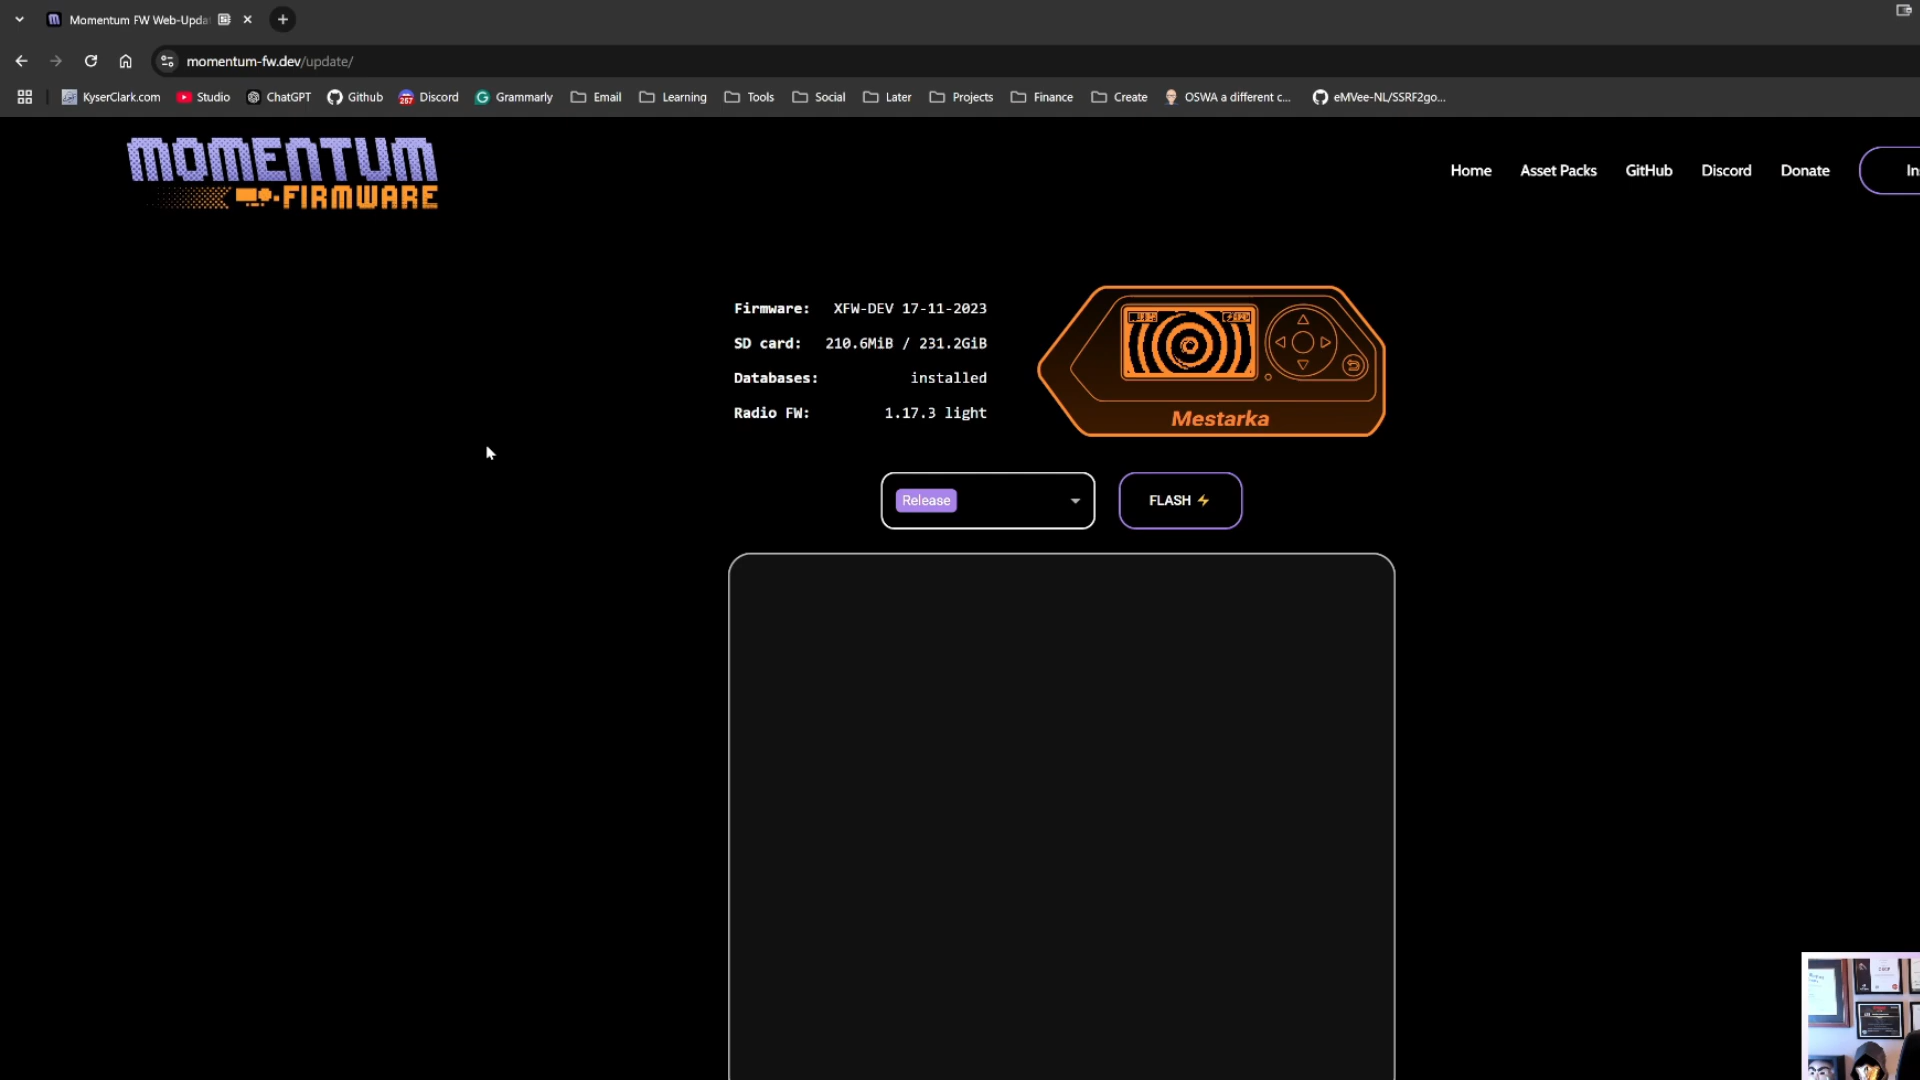 Momentum FW Web-Upda
momentum-fw.dev/update/
KyserClark.com
Studio
ChatGPT
Github
Discord
Grammarly
Email
Learning
Tools
Social
Later
Projects
Finance
Create
OSWA a different c...
eMVee-NL/SSRF2go...
MOMENTUM
FIRMWARE
Home
Asset Packs
GitHub
Discord
Donate
Firmware: XFW-DEV 17-11-2023
SD card: 210.6MiB / 231.2GiB
Databases: installed
Radio FW: 1.17.3 light
Mestarka
Release
FLASH